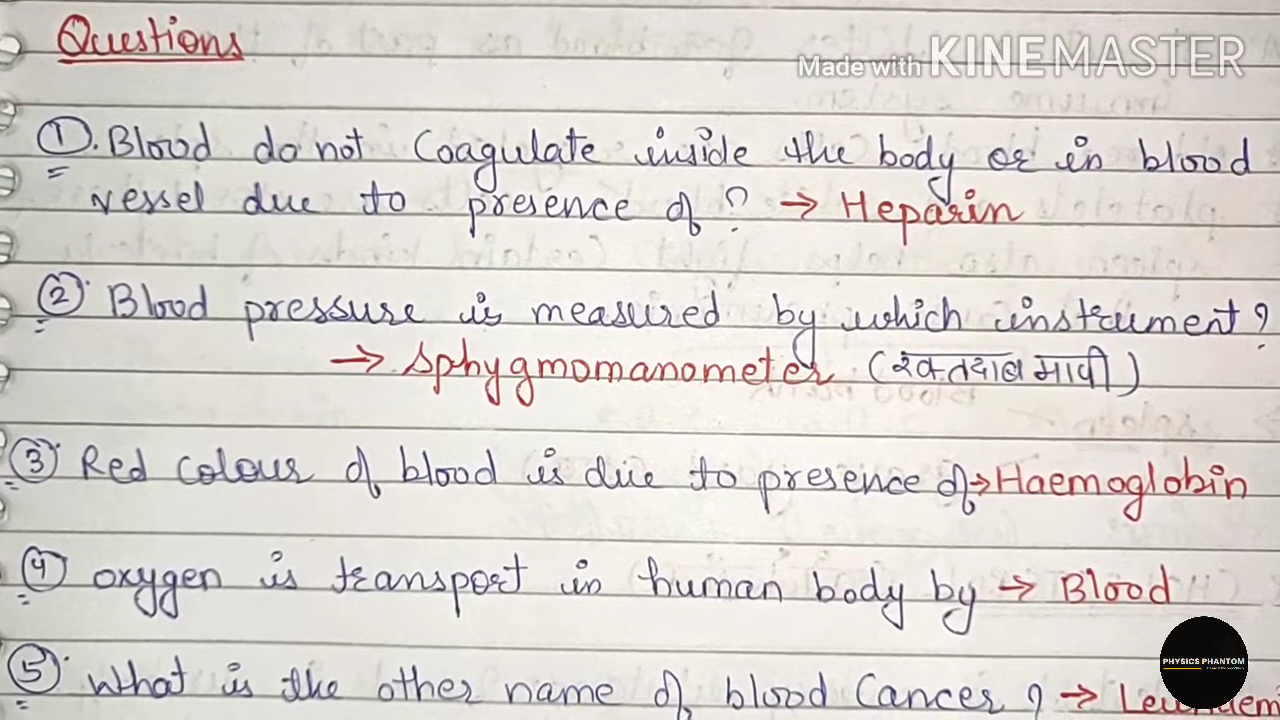 Questions
Made with KINEMASTER
①. Blood do not Coagulate inside the body or in blood
vessel due to presence of ? → Heparin
②. Blood pressure is measured by which instrument ?
→ Sphygmomanometer (रक्तदाब मापी)
③. Red Colour of blood is due to presence of → Haemoglobin
④ oxygen is transport in human body by → Blood
PHYSICS PHANTOM
⑤. What is the other name of blood Cancer ? →